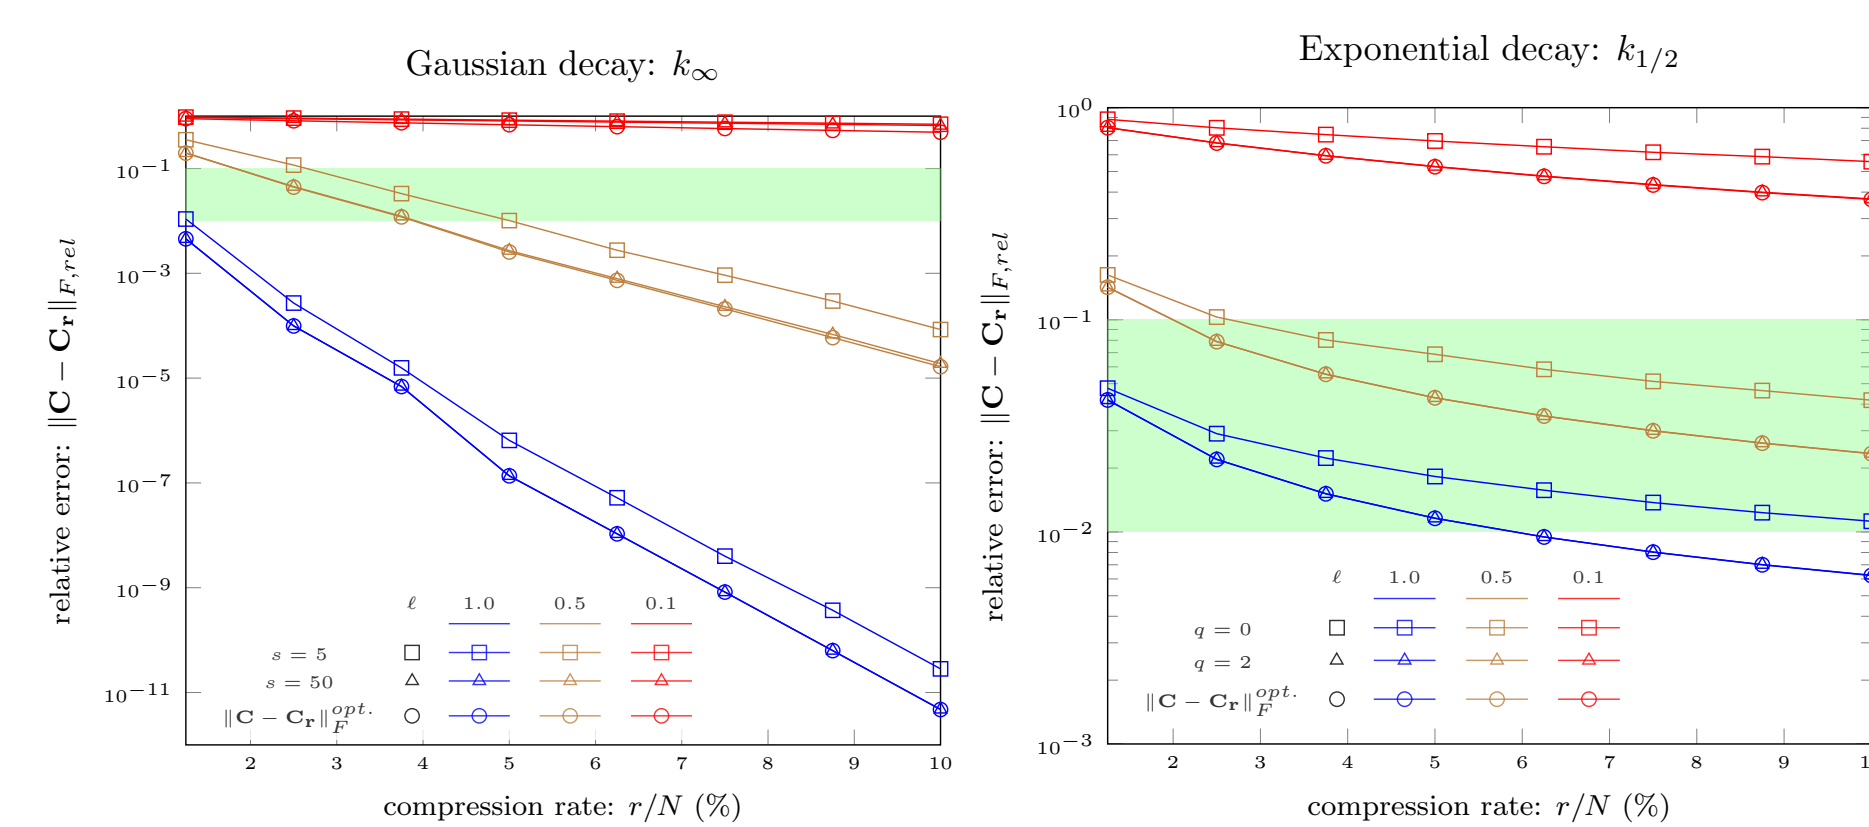 Gaussian decay: k∞
relative error: ‖C − Cr‖F,rel
10−1
10−3
10−5
10−7
10−9
10−11
ℓ 1.0 0.5 0.1
s = 5
s = 50
‖C − Cr‖F opt.
2 3 4 5 6 7 8 9 10
compression rate: r/N (%)
Exponential decay: k1/2
relative error: ‖C − Cr‖F,rel
100
10−1
10−2
10−3
ℓ 1.0 0.5 0.1
q = 0
q = 2
‖C − Cr‖F opt.
2 3 4 5 6 7 8 9 1
compression rate: r/N (%)